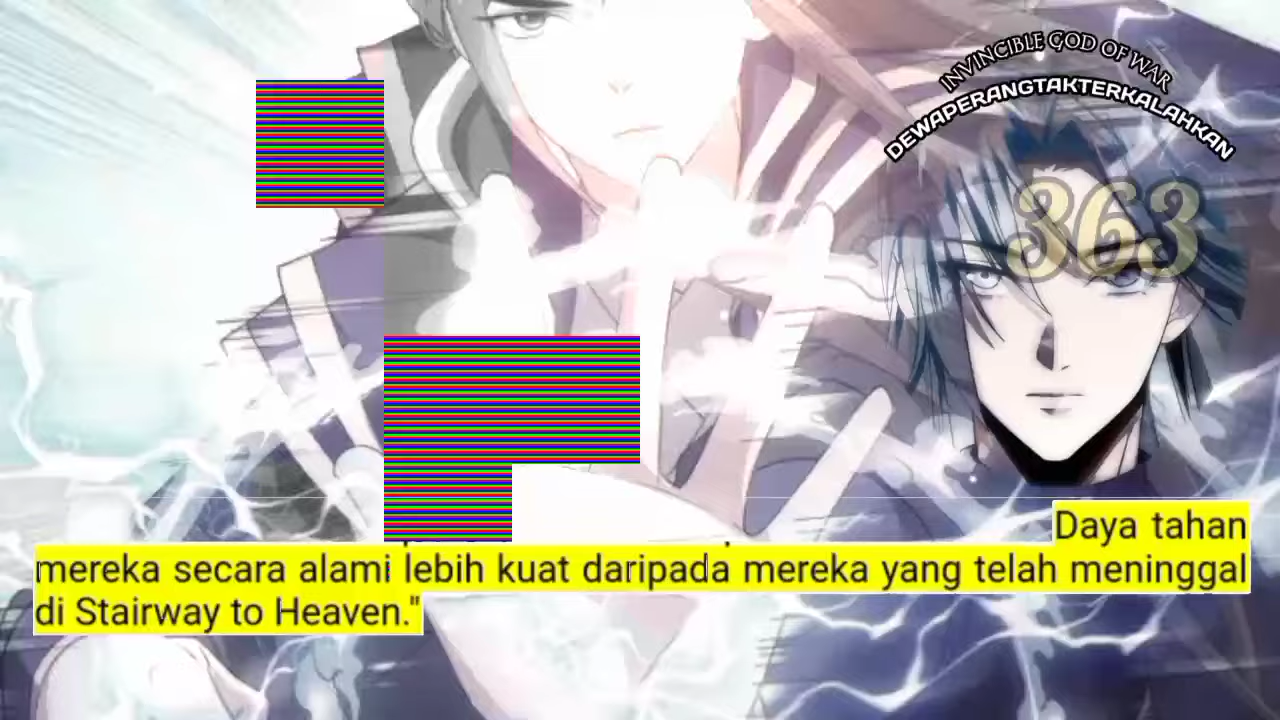 INVINCIBLE GOD OF WAR
DEWAPERANGTAKTERKALAHKAN
363
Daya tahan
mereka secara alami lebih kuat daripada mereka yang telah meninggal
di Stairway to Heaven."